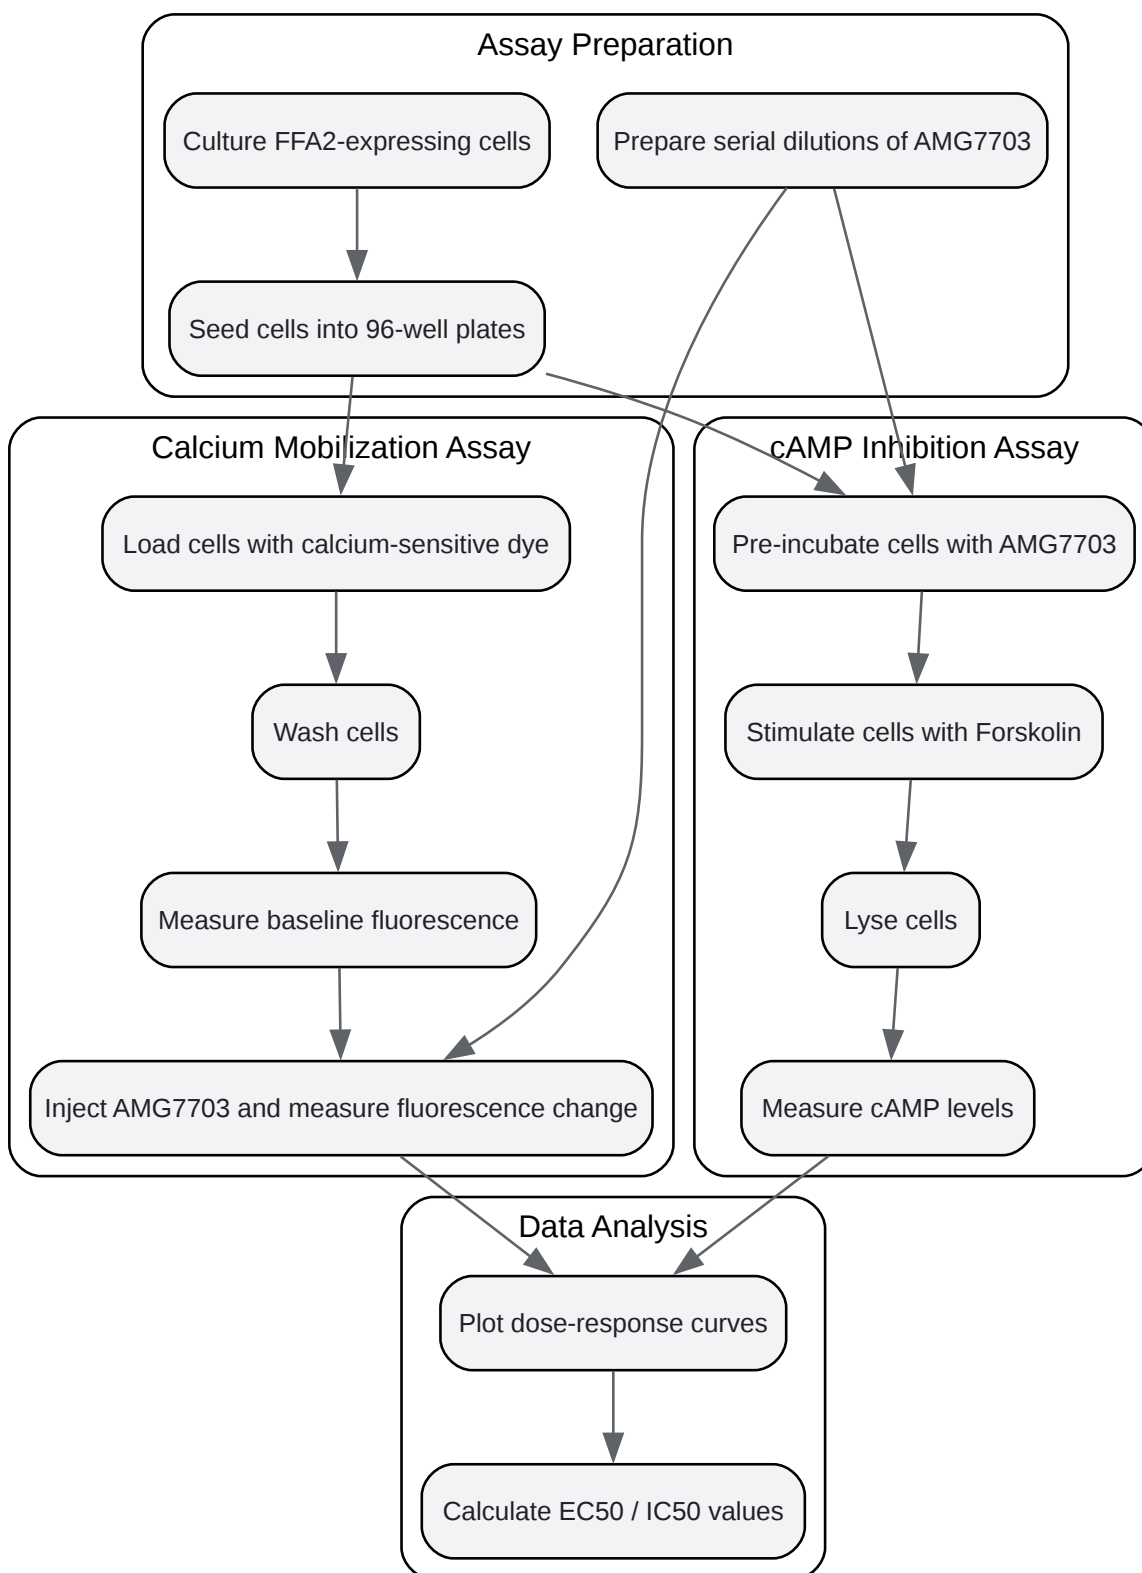 Assay Preparation
Culture FFA2-expressing cells
Prepare serial dilutions of AMG7703
Seed cells into 96-well plates
Calcium Mobilization Assay
Load cells with calcium-sensitive dye
Wash cells
Measure baseline fluorescence
Inject AMG7703 and measure fluorescence change
cAMP Inhibition Assay
Pre-incubate cells with AMG7703
Stimulate cells with Forskolin
Lyse cells
Measure cAMP levels
Data Analysis
Plot dose-response curves
Calculate EC50 / IC50 values